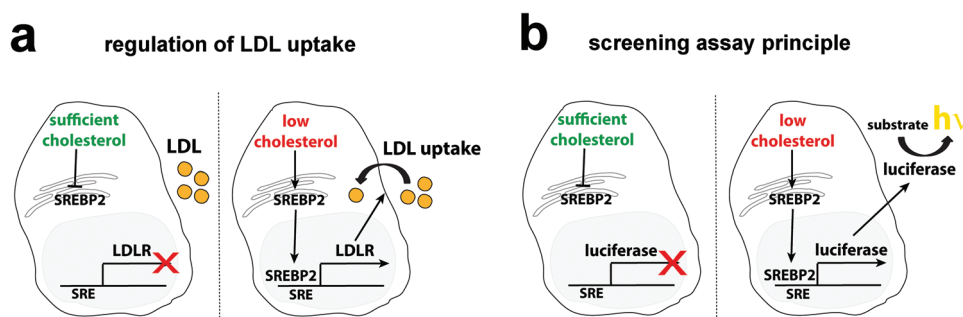 a
regulation of LDL uptake
sufficient
cholesterol
LDL
SREBP2
LDLR
X
SRE
low
cholesterol
LDL uptake
SREBP2
LDLR
SREBP2
SRE
b
screening assay principle
sufficient
cholesterol
SREBP2
luciferase
X
SRE
low
cholesterol
substrate hν
luciferase
SREBP2
luciferase
SREBP2
SRE